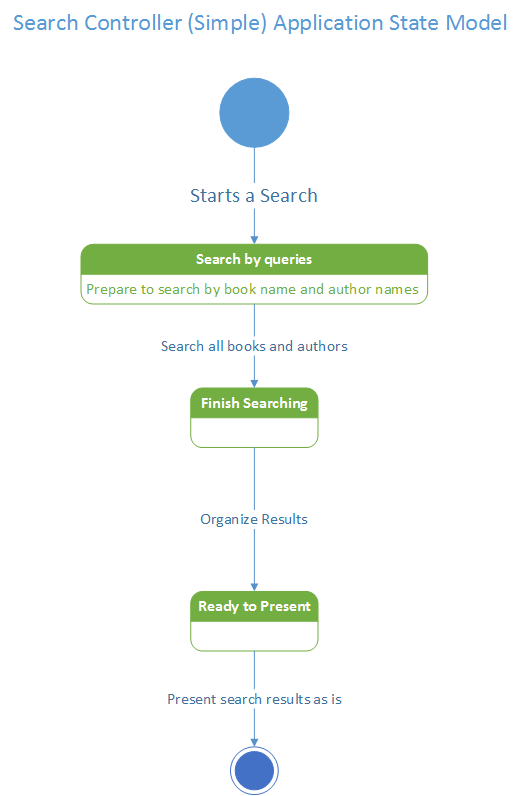 Search Controller (Simple) Application State Model
Starts a Search
Search by queries
Prepare to search by book name and author names
Search all books and authors
Finish Searching
Organize Results
Ready to Present
Present search results as is